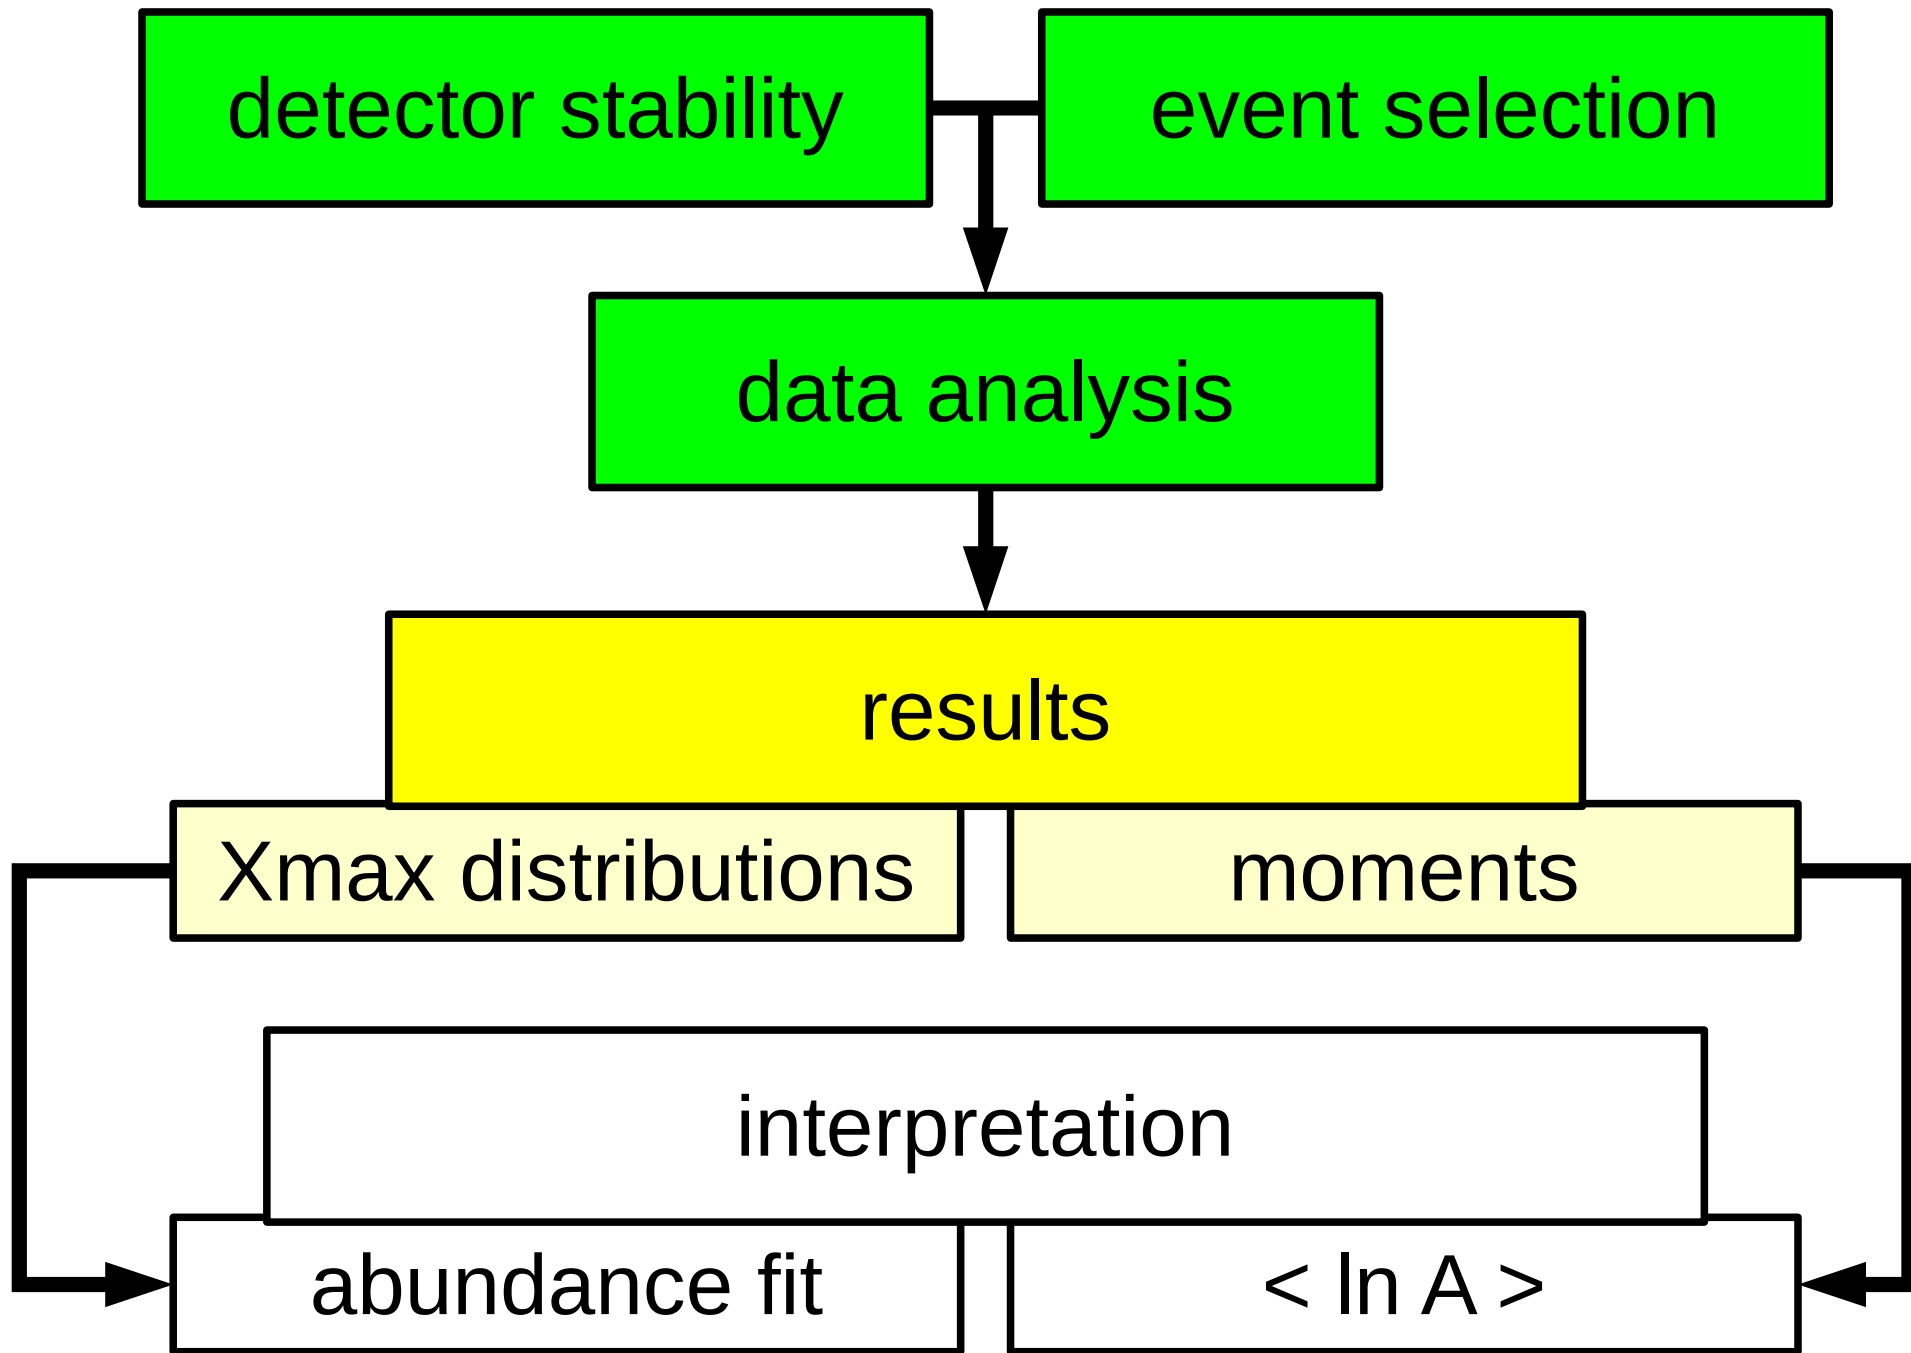 detector stability
event selection
data analysis
results
Xmax distributions
moments
interpretation
abundance fit
< ln A >